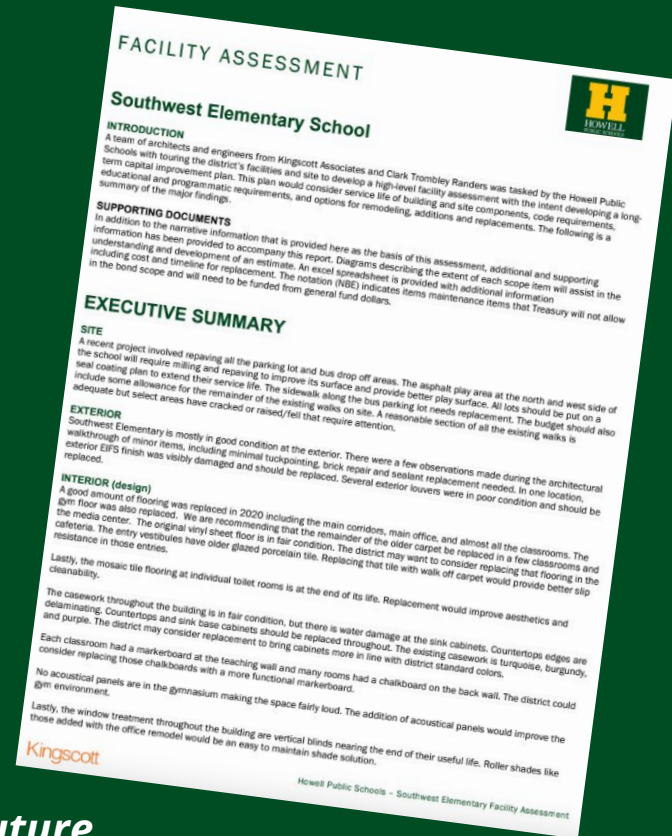 FACILITY ASSESSMENT
H
HOWELL
PUBLIC SCHOOLS
Southwest Elementary School
INTRODUCTION
A team of architects and engineers from Kingscott Associates and Clark Trombley Randers was tasked by the Howell Public
Schools with touring the district's facilities and site to develop a high-level facility assessment with the intent developing a long-
term capital improvement plan. This plan would consider service life of building and site components, code requirements,
educational and programmatic requirements, and options for remodeling, additions and replacements. The following is a
summary of the major findings.
SUPPORTING DOCUMENTS
In addition to the narrative information that is provided here as the basis of this assessment, additional and supporting
information has been provided to accompany this report. Diagrams describing the extent of each scope item will assist in the
understanding and development of an estimate. An excel spreadsheet is provided with additional information
including cost and timeline for replacement. The notation (NBE) indicates items maintenance items that Treasury will not allow
in the bond scope and will need to be funded from general fund dollars.
EXECUTIVE SUMMARY
SITE
A recent project involved repaving all the parking lot and bus drop off areas. The asphalt play area at the north and west side of
the school will require milling and repaving to improve its surface and provide better play surface. All lots should be put on a
seal coating plan to extend their service life. The sidewalk along the bus parking lot needs replacement. The budget should also
include some allowance for the remainder of the existing walks on site. A reasonable section of all the existing walks is
adequate but select areas have cracked or raised/fell that require attention.
EXTERIOR
Southwest Elementary is mostly in good condition at the exterior. There were a few observations made during the architectural
walkthrough of minor items, including minimal tuckpointing, brick repair and sealant replacement needed. In one location,
exterior EIFS finish was visibly damaged and should be replaced. Several exterior louvers were in poor condition and should be
replaced.
INTERIOR (design)
A good amount of flooring was replaced in 2020 including the main corridors, main office, and almost all the classrooms. The
gym floor was also replaced. We are recommending that the remainder of the older carpet be replaced in a few classrooms and
the media center. The original vinyl sheet floor is in fair condition. The district may want to consider replacing that flooring in the
cafeteria. The entry vestibules have older glazed porcelain tile. Replacing that tile with walk off carpet would provide better slip
resistance in those entries.
Lastly, the mosaic tile flooring at individual toilet rooms is at the end of its life. Replacement would improve aesthetics and
cleanability.
The casework throughout the building is in fair condition, but there is water damage at the sink cabinets. Countertops edges are
delaminating. Countertops and sink base cabinets should be replaced throughout. The existing casework is turquoise, burgundy,
and purple. The district may consider replacement to bring cabinets more in line with district standard colors.
Each classroom had a markerboard at the teaching wall and many rooms had a chalkboard on the back wall. The district could
consider replacing those chalkboards with a more functional markerboard.
No acoustical panels are in the gymnasium making the space fairly loud. The addition of acoustical panels would improve the
gym environment.
Lastly, the window treatment throughout the building are vertical blinds nearing the end of their useful life. Roller shades like
those added with the office remodel would be an easy to maintain shade solution.
Kingscott
Howell Public Schools – Southwest Elementary Facility Assessment